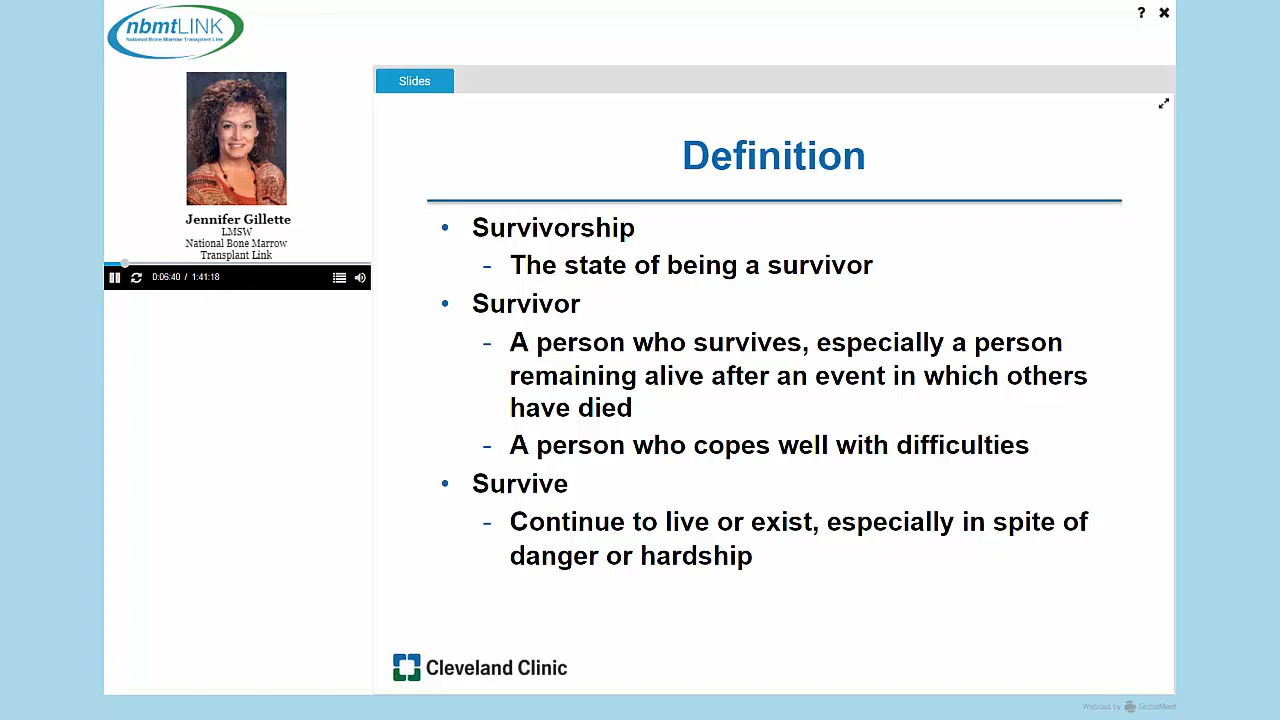 nbmtLINK
National Bone Marrow Transplant Link
? ×
Jennifer Gillette
LMSW
National Bone Marrow
Transplant Link
0:06:40 / 1:41:18
Slides
Definition
• Survivorship
- The state of being a survivor
• Survivor
- A person who survives, especially a person
remaining alive after an event in which others
have died
- A person who copes well with difficulties
• Survive
- Continue to live or exist, especially in spite of
danger or hardship
Cleveland Clinic
Webcast by GlobalMeet